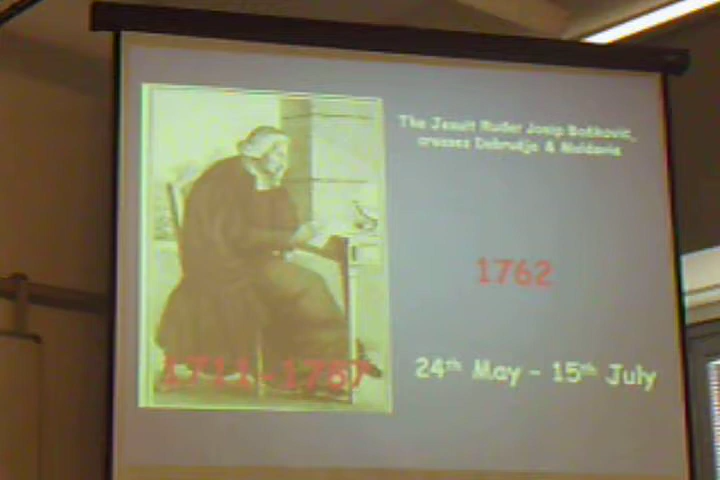 The Jesuit Ruđer Josip Bošković,
crosses Dobrudja & Moldavia
1762
1711-1787
24th May - 15th July